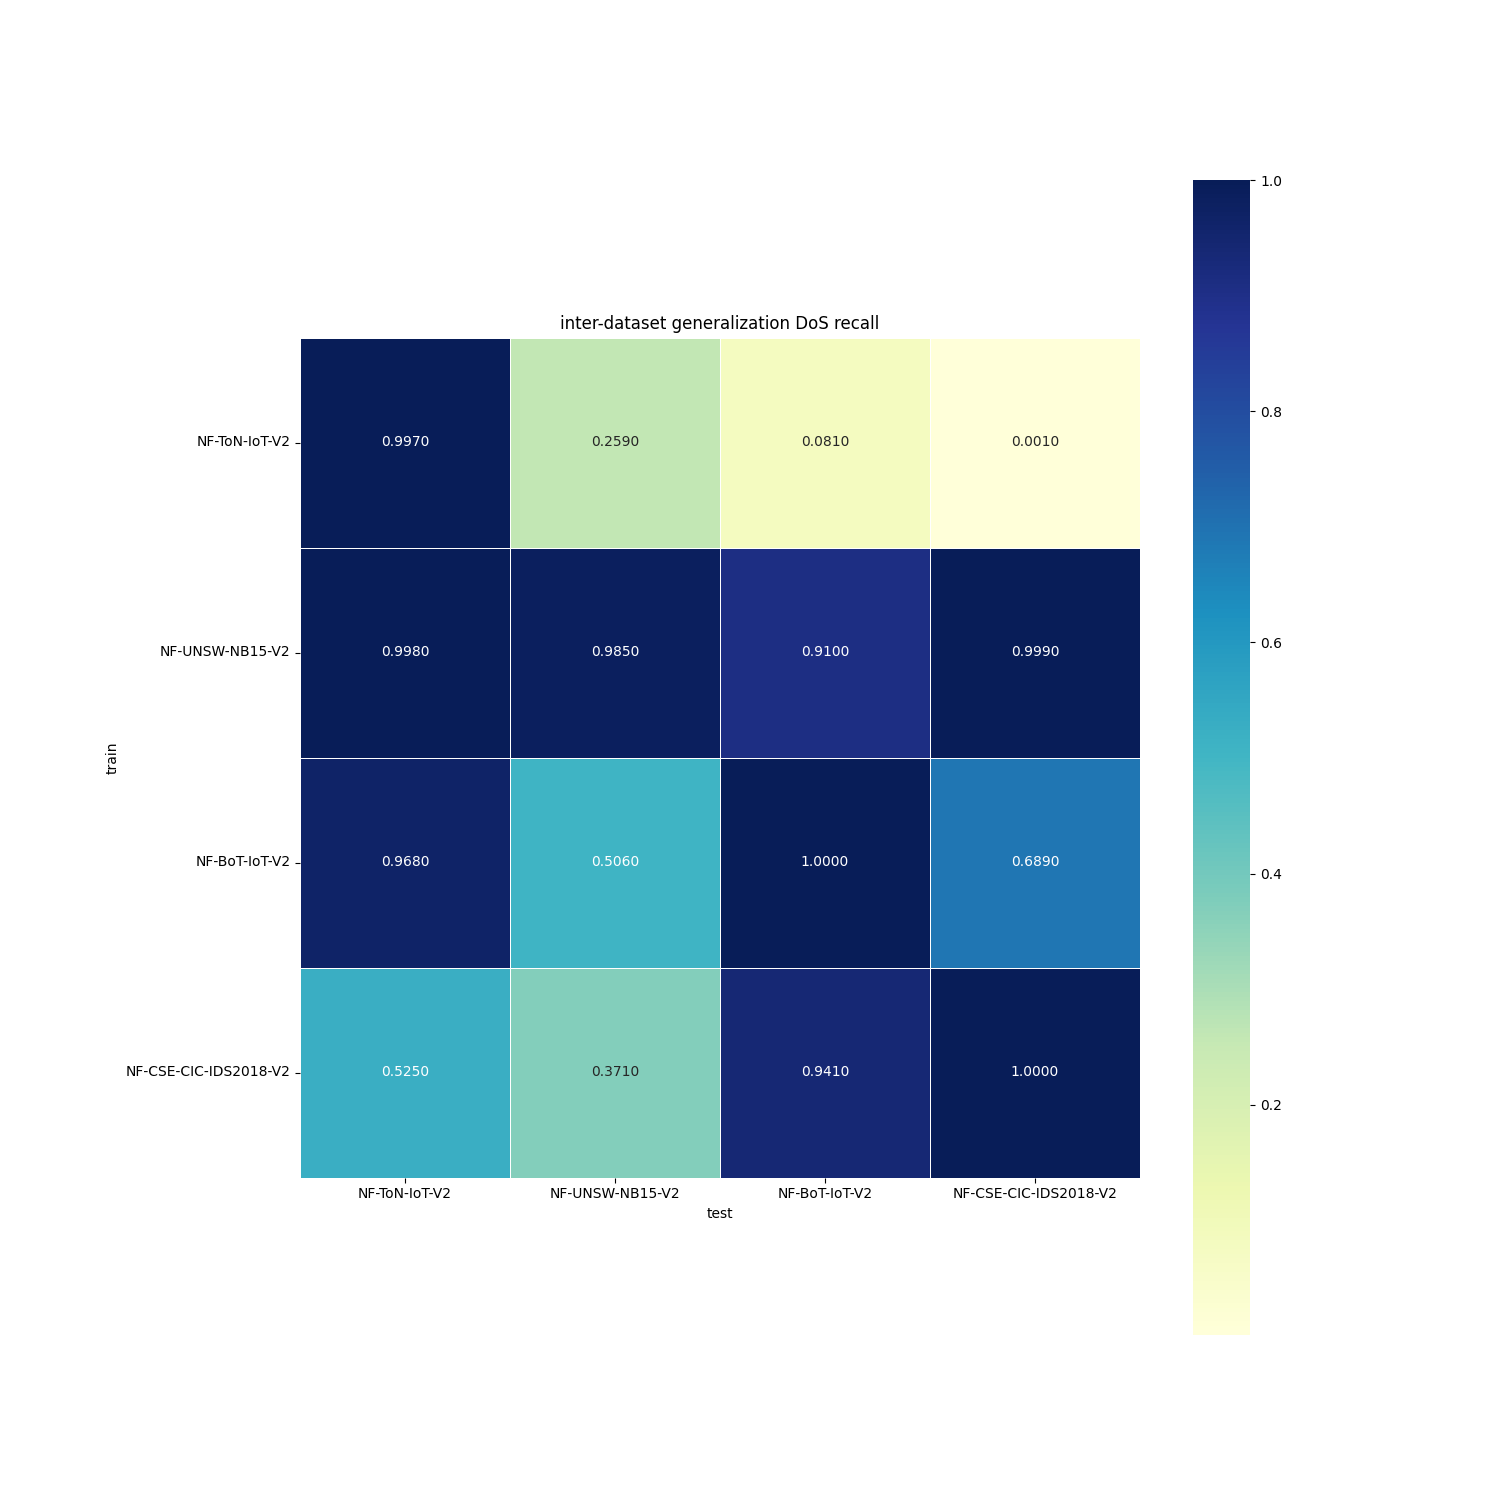 inter-dataset generalization DoS recall
train
NF-ToN-IoT-V2
0.9970
0.2590
0.0810
0.0010
NF-UNSW-NB15-V2
0.9980
0.9850
0.9100
0.9990
NF-BoT-IoT-V2
0.9680
0.5060
1.0000
0.6890
NF-CSE-CIC-IDS2018-V2
0.5250
0.3710
0.9410
1.0000
NF-ToN-IoT-V2
NF-UNSW-NB15-V2
NF-BoT-IoT-V2
NF-CSE-CIC-IDS2018-V2
test
1.0
0.8
0.6
0.4
0.2